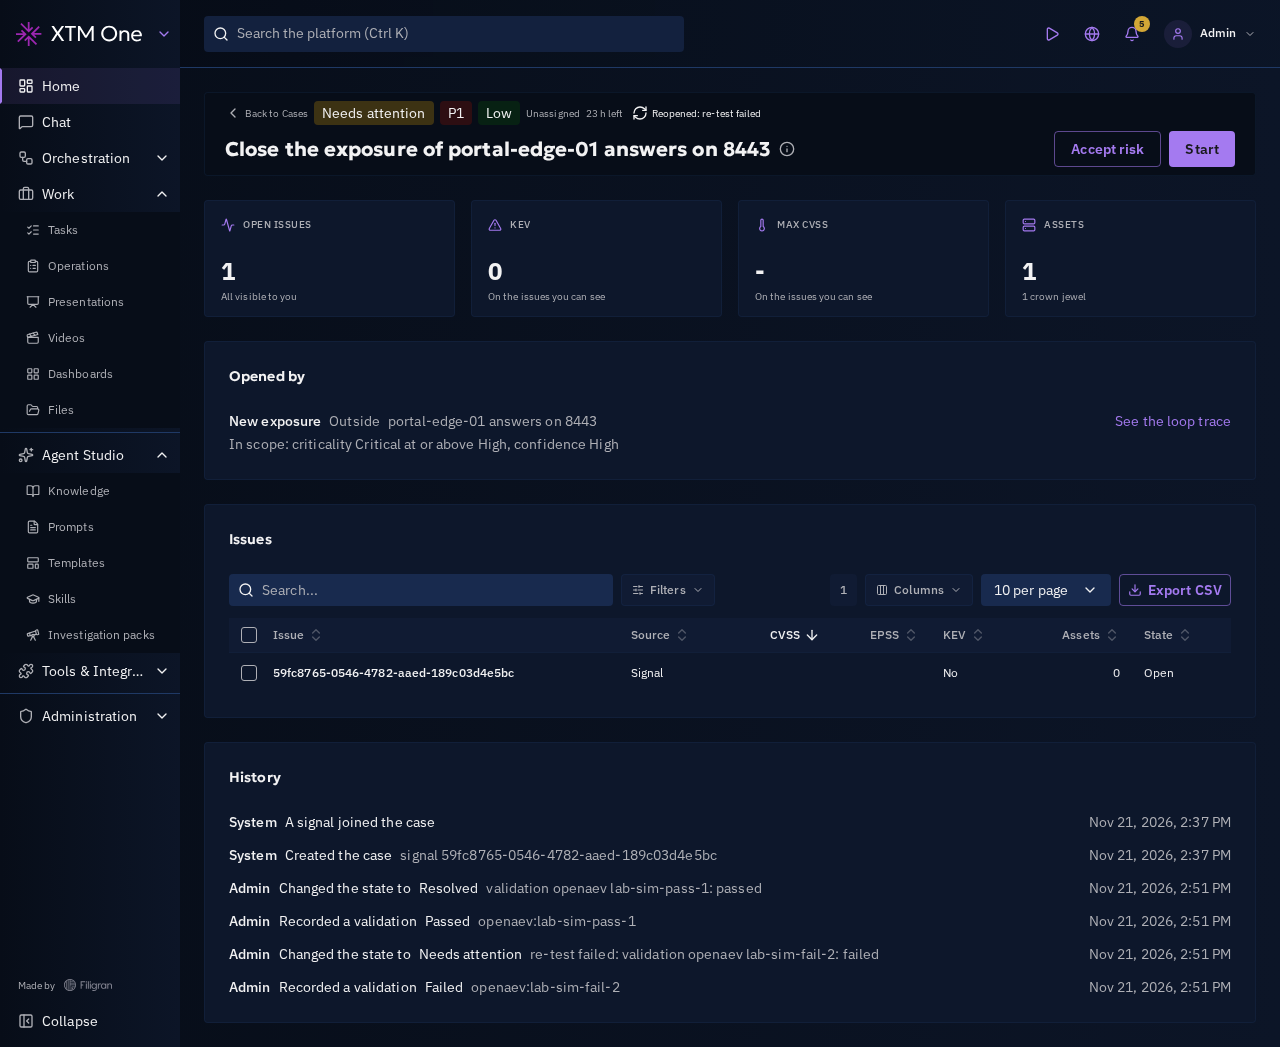 XTM One
Search the platform (Ctrl K)
5
Admin
Home
Chat
Orchestration
Work
Tasks
Operations
Presentations
Videos
Dashboards
Files
Agent Studio
Knowledge
Prompts
Templates
Skills
Investigation packs
Tools & Integr...
Administration
Made by Filigran
Collapse
Back to Cases Needs attention P1 Low Unassigned 23 h left Reopened: re-test failed
Close the exposure of portal-edge-01 answers on 8443
Accept risk Start
OPEN ISSUES
1
All visible to you
KEV
0
On the issues you can see
MAX CVSS
-
On the issues you can see
ASSETS
1
1 crown jewel
Opened by
New exposure Outside portal-edge-01 answers on 8443 See the loop trace
In scope: criticality Critical at or above High, confidence High
Issues
Search... Filters 1 Columns 10 per page Export CSV
Issue Source CVSS EPSS KEV Assets State
59fc8765-0546-4782-aaed-189c03d4e5bc Signal No 0 Open
History
System A signal joined the case Nov 21, 2026, 2:37 PM
System Created the case signal 59fc8765-0546-4782-aaed-189c03d4e5bc Nov 21, 2026, 2:37 PM
Admin Changed the state to Resolved validation openaev lab-sim-pass-1: passed Nov 21, 2026, 2:51 PM
Admin Recorded a validation Passed openaev:lab-sim-pass-1 Nov 21, 2026, 2:51 PM
Admin Changed the state to Needs attention re-test failed: validation openaev lab-sim-fail-2: failed Nov 21, 2026, 2:51 PM
Admin Recorded a validation Failed openaev:lab-sim-fail-2 Nov 21, 2026, 2:51 PM